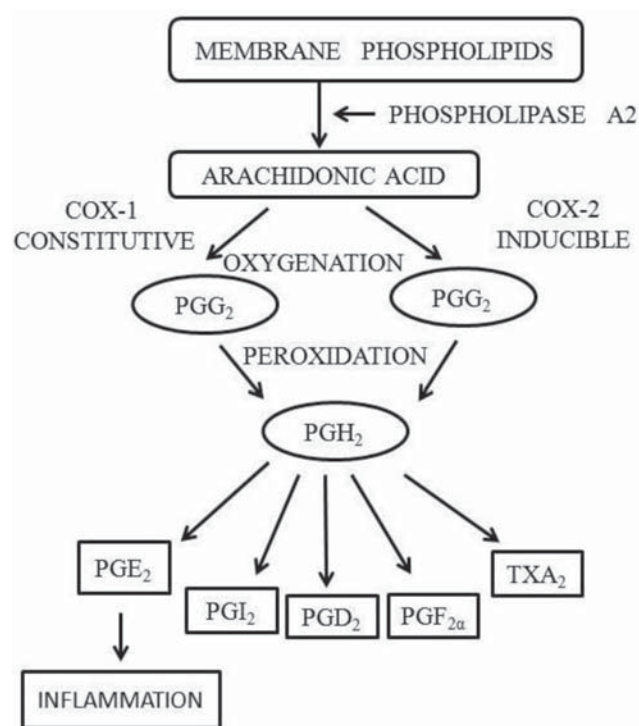 MEMBRANE PHOSPHOLIPIDS
PHOSPHOLIPASE A2
ARACHIDONIC ACID
COX-1
CONSTITUTIVE
COX-2
INDUCIBLE
OXYGENATION
PGG₂
PGG₂
PEROXIDATION
PGH₂
PGE₂
PGI₂
PGD₂
PGF₂α
TXA₂
INFLAMMATION